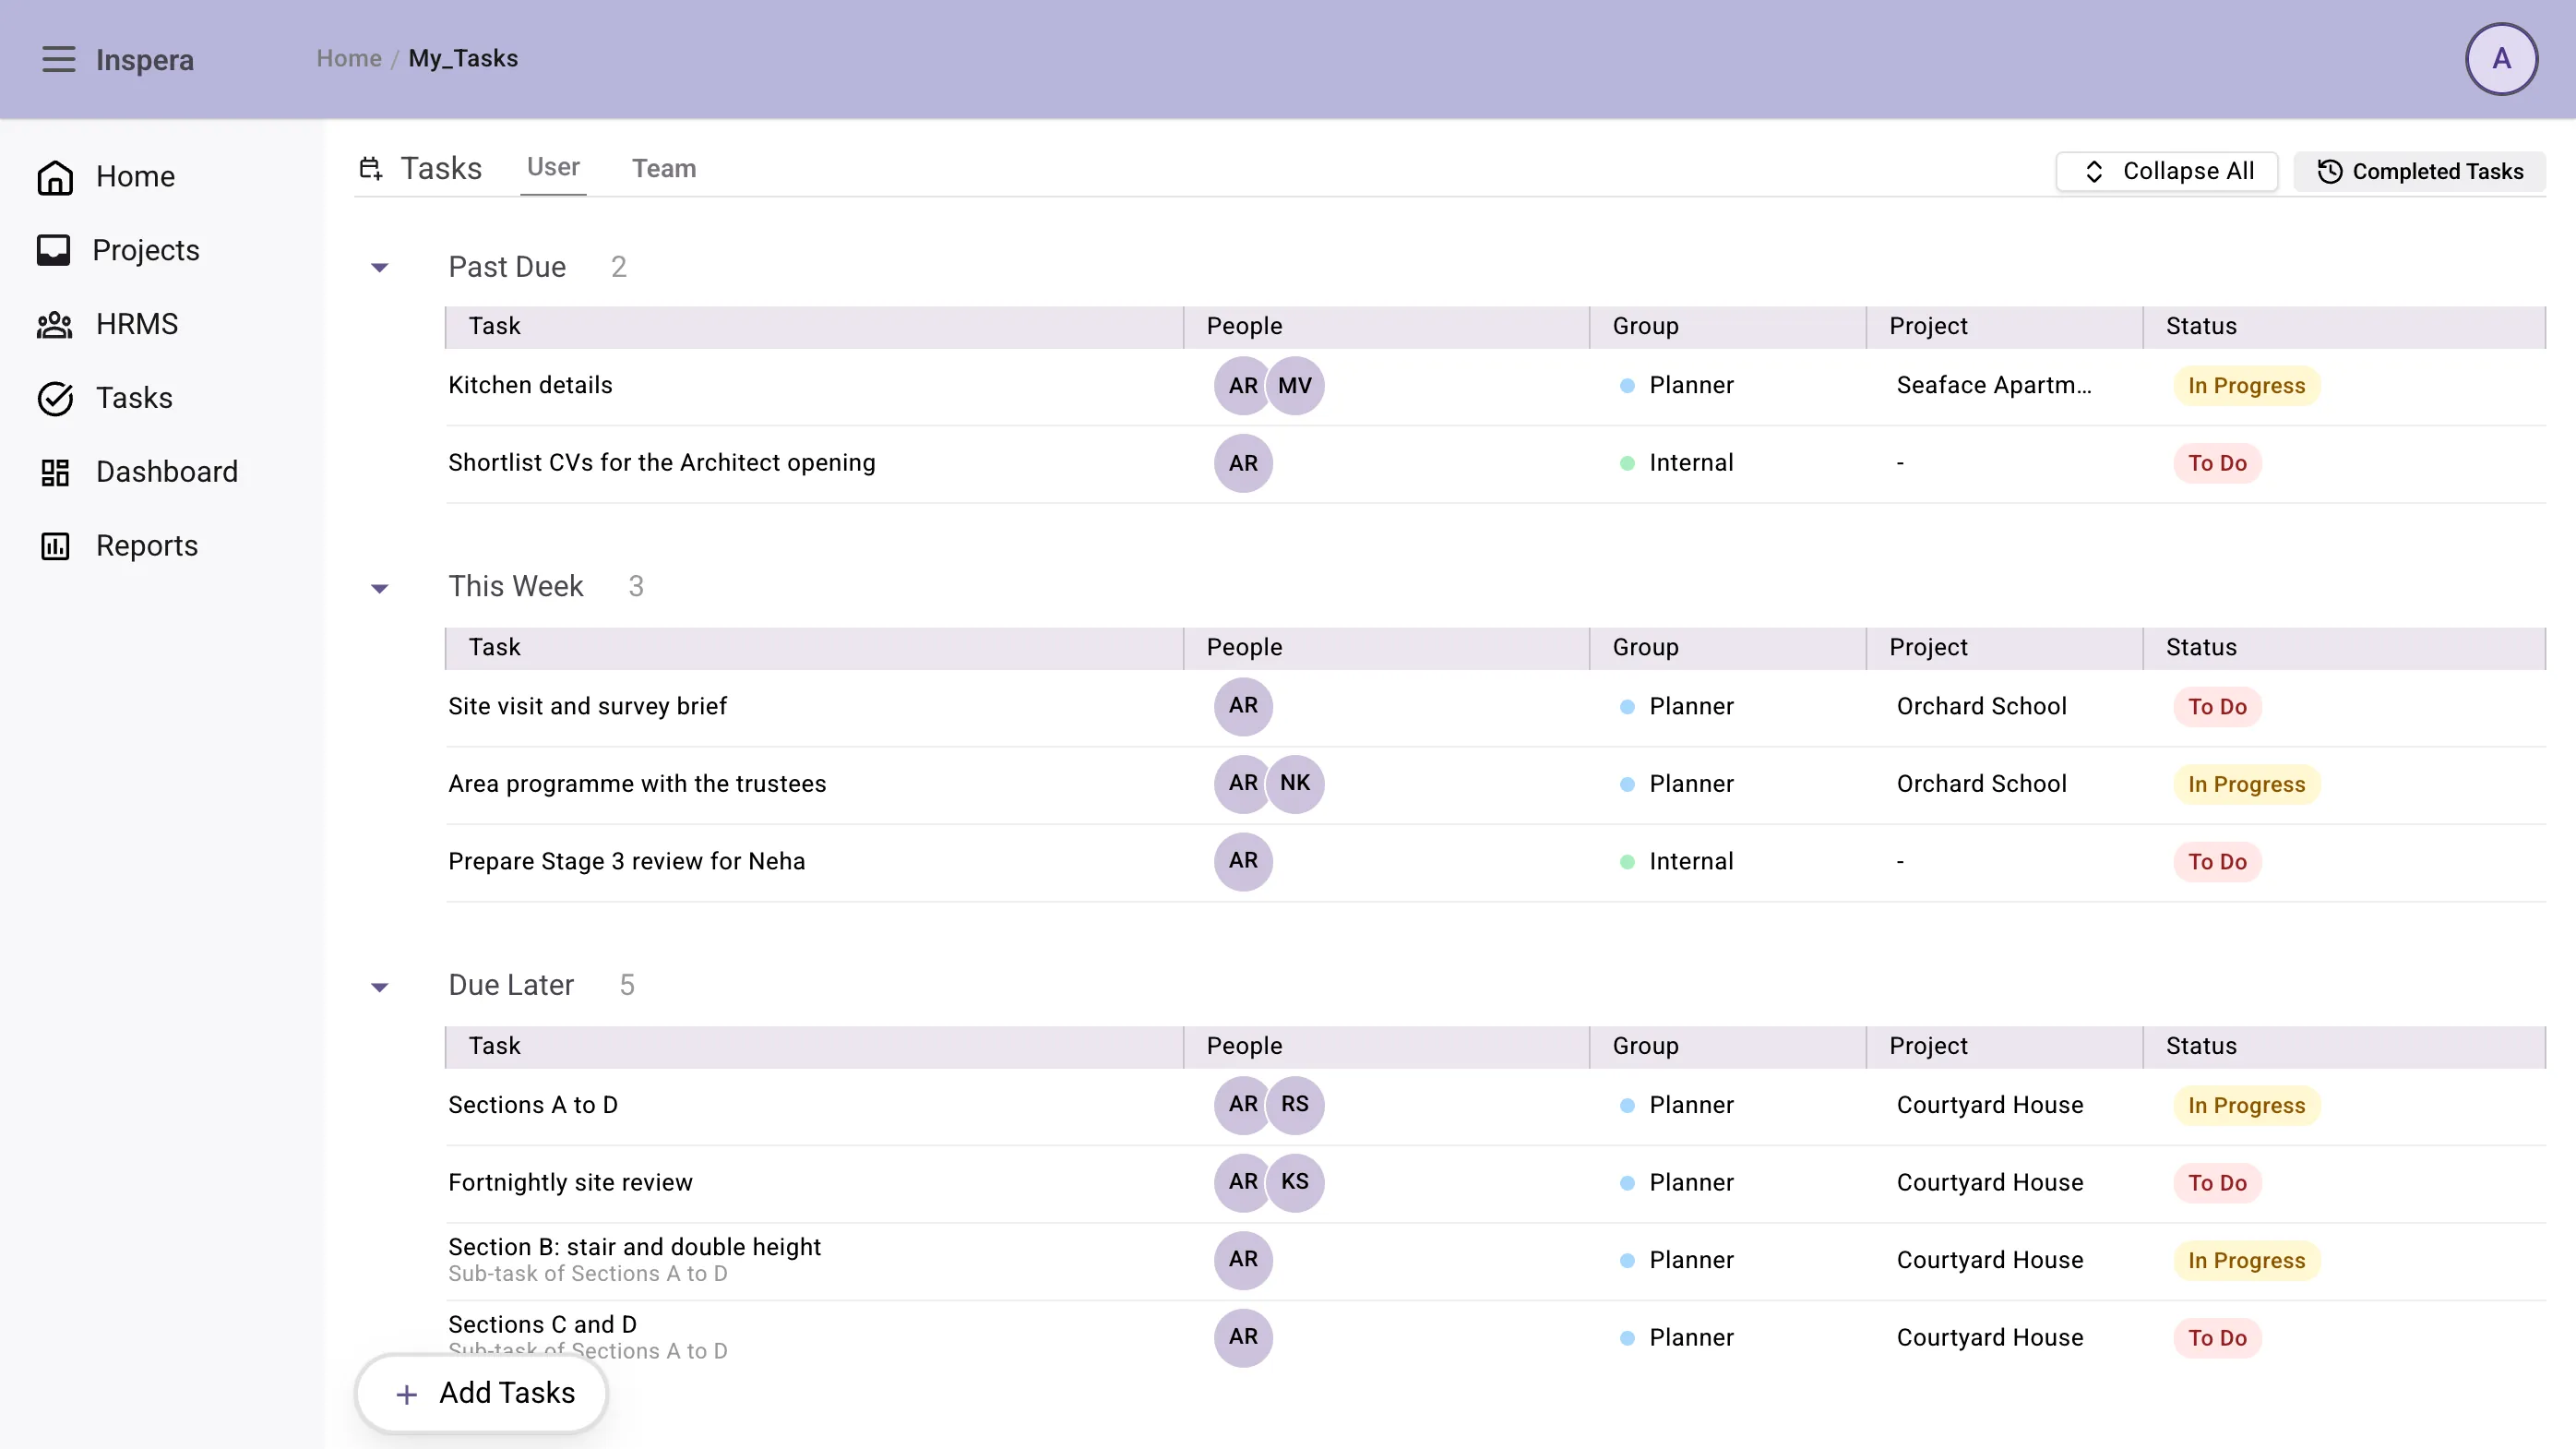 Inspera
Home / My_Tasks
A
Home
Projects
HRMS
Tasks
Dashboard
Reports
Tasks User Team
Collapse All
Completed Tasks
Past Due 2
Task People Group Project Status
Kitchen details AR MV Planner Seaface Apartm... In Progress
Shortlist CVs for the Architect opening AR Internal - To Do
This Week 3
Task People Group Project Status
Site visit and survey brief AR Planner Orchard School To Do
Area programme with the trustees AR NK Planner Orchard School In Progress
Prepare Stage 3 review for Neha AR Internal - To Do
Due Later 5
Task People Group Project Status
Sections A to D AR RS Planner Courtyard House In Progress
Fortnightly site review AR KS Planner Courtyard House To Do
Section B: stair and double height AR Planner Courtyard House In Progress
Sub-task of Sections A to D
Sections C and D AR Planner Courtyard House To Do
Sub-task of Sections A to D
+ Add Tasks